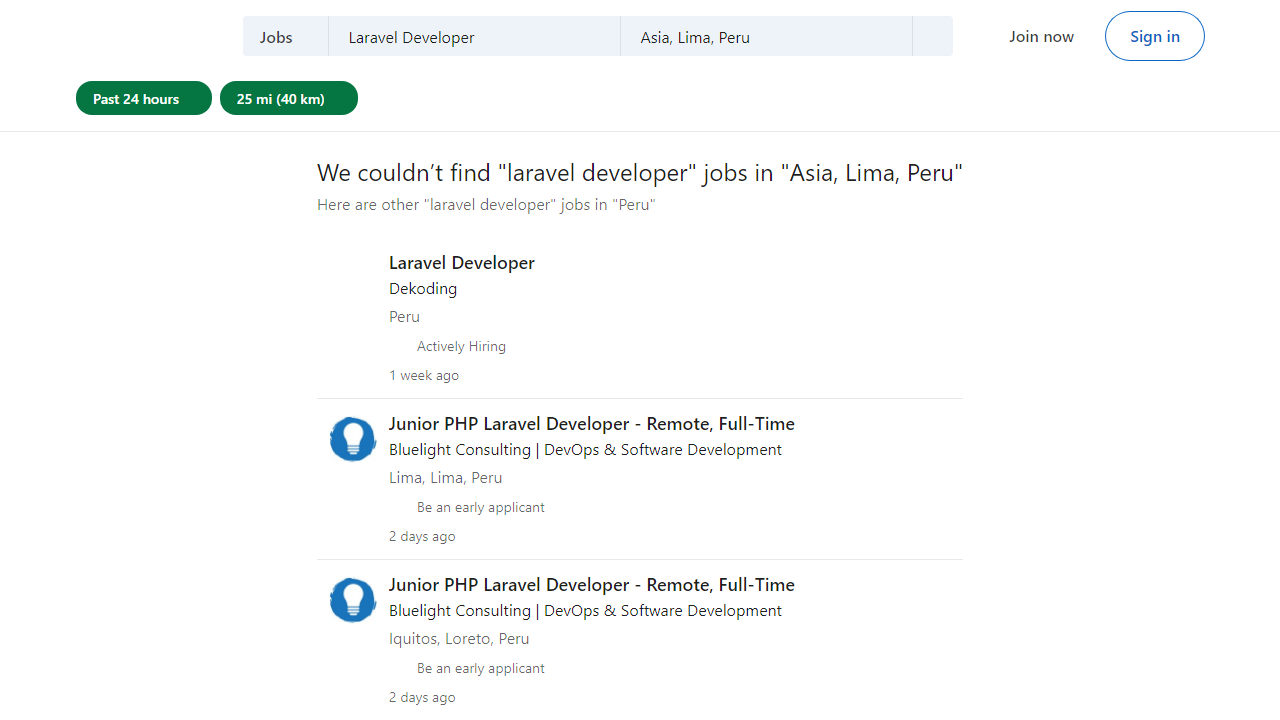 Jobs
Laravel Developer
Asia, Lima, Peru
Join now
Sign in
Past 24 hours
25 mi (40 km)
We couldn’t find "laravel developer" jobs in "Asia, Lima, Peru"
Here are other "laravel developer" jobs in "Peru"
Laravel Developer
Dekoding
Peru
Actively Hiring
1 week ago
Junior PHP Laravel Developer - Remote, Full-Time
Bluelight Consulting | DevOps & Software Development
Lima, Lima, Peru
Be an early applicant
2 days ago
Junior PHP Laravel Developer - Remote, Full-Time
Bluelight Consulting | DevOps & Software Development
Iquitos, Loreto, Peru
Be an early applicant
2 days ago